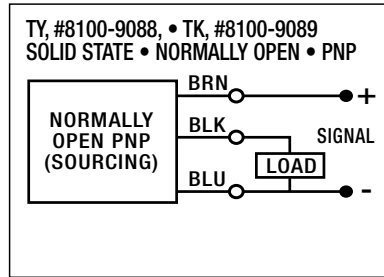 TY, #8100-9088, • TK, #8100-9089
SOLID STATE • NORMALLY OPEN • PNP
BRN
+
NORMALLY
OPEN PNP
(SOURCING)
BLK
SIGNAL
LOAD
BLU
-